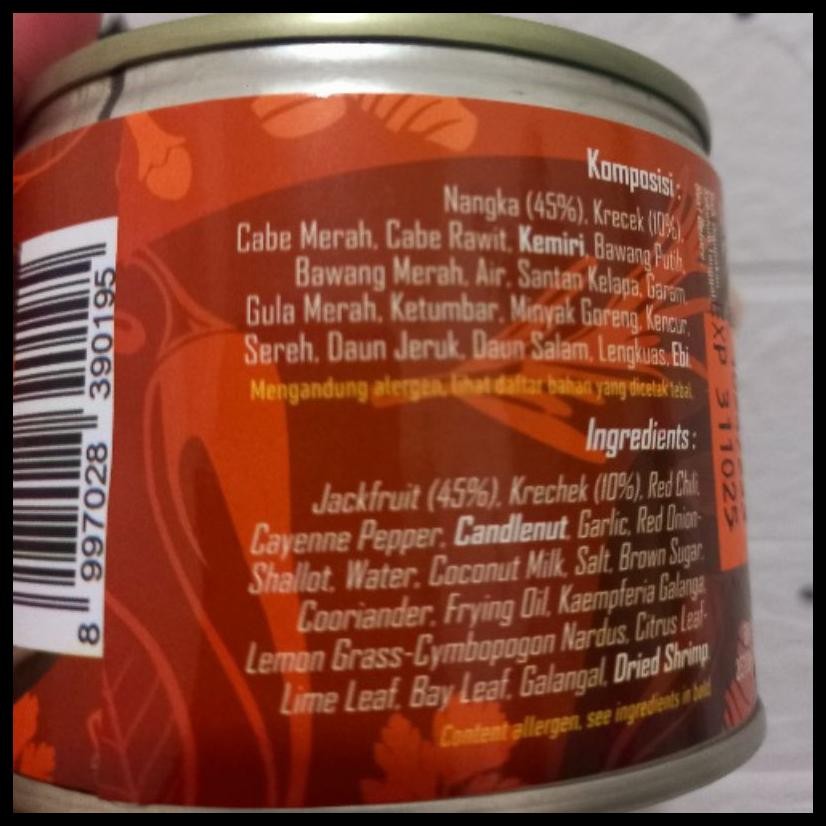 Komposisi :
Nangka (45%), Krecek (10%),
Cabe Merah, Cabe Rawit, Kemiri, Bawang Putih
Bawang Merah, Air, Santan Kelapa, Garam,
Gula Merah, Ketumbar, Minyak Goreng, Kencur,
Sereh, Daun Jeruk, Daun Salam, Lengkuas, Ebi
Mengandung alergen, lihat daftar bahan yang dicetak tebal.
Ingredients :
Jackfruit (45%), Krechek (10%), Red Chili,
Cayenne Pepper, Candlenut, Garlic, Red Onion-
Shallot, Water, Coconut Milk, Salt, Brown Sugar,
Cooriander, Frying Oil, Kaempferia Galanga,
Lemon Grass-Cymbopogon Nardus, Citrus Leaf-
Lime Leaf, Bay Leaf, Galangal, Dried Shrimp
Content allergen, see ingredients in bold
8 997028 390195
EXP 311025